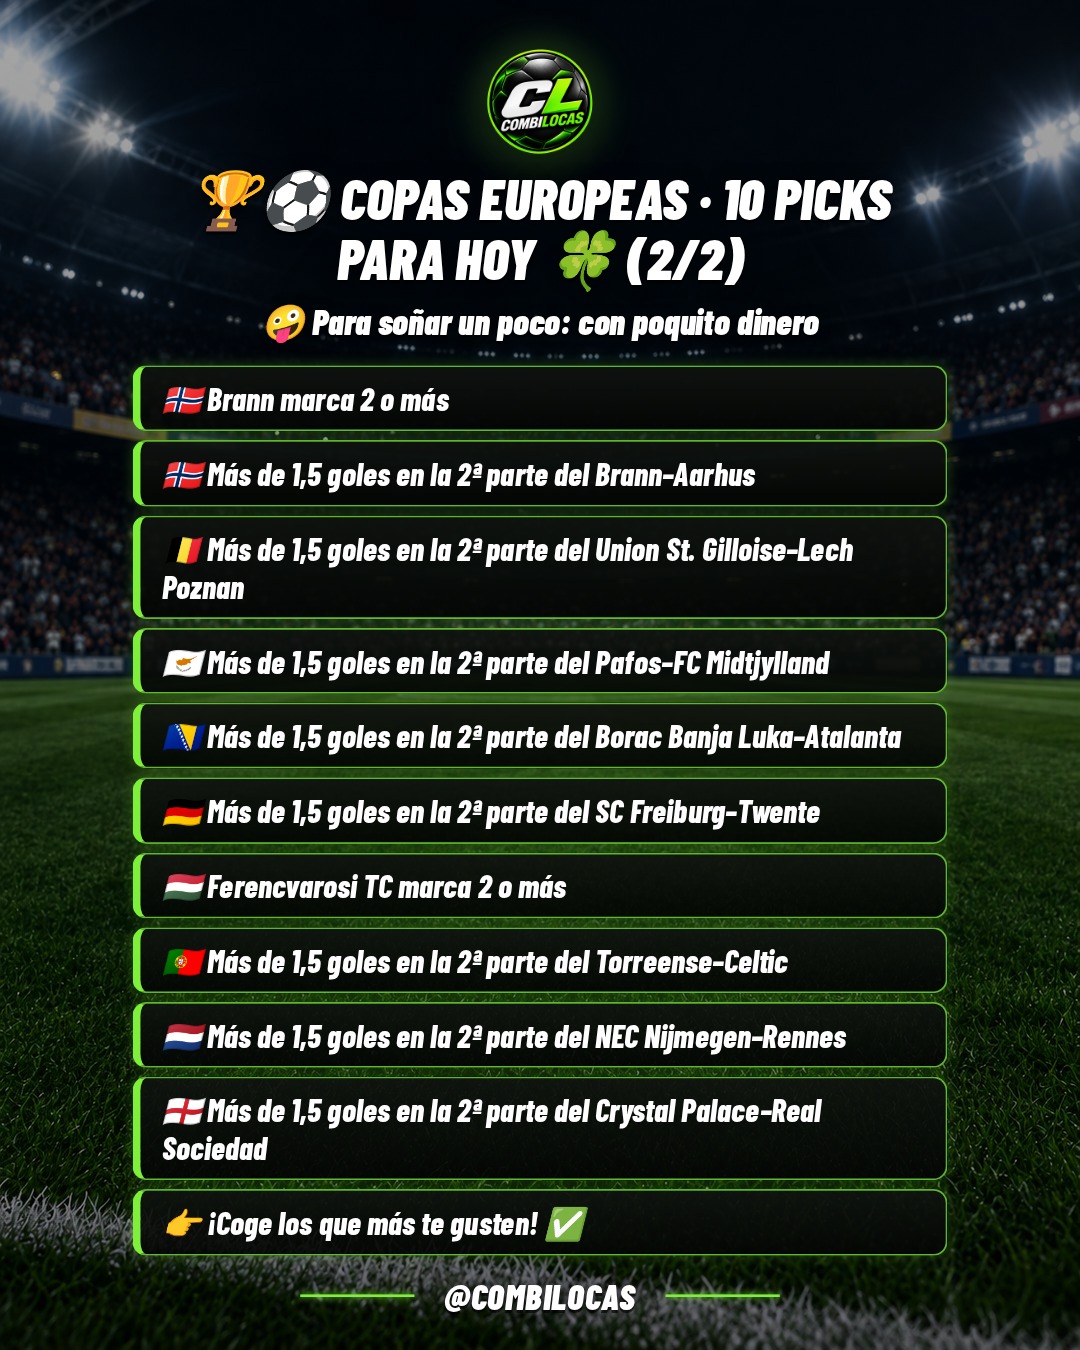 CL
COMBILOCAS
🏆⚽ COPAS EUROPEAS · 10 PICKS
PARA HOY 🍀 (2/2)
🤪 Para soñar un poco: con poquito dinero
🇳🇴 Brann marca 2 o más
🇳🇴 Más de 1,5 goles en la 2ª parte del Brann-Aarhus
🇧🇪 Más de 1,5 goles en la 2ª parte del Union St. Gilloise-Lech
Poznan
🇨🇾 Más de 1,5 goles en la 2ª parte del Pafos-FC Midtjylland
🇧🇦 Más de 1,5 goles en la 2ª parte del Borac Banja Luka-Atalanta
🇩🇪 Más de 1,5 goles en la 2ª parte del SC Freiburg-Twente
🇭🇺 Ferencvarosi TC marca 2 o más
🇵🇹 Más de 1,5 goles en la 2ª parte del Torreense-Celtic
🇳🇱 Más de 1,5 goles en la 2ª parte del NEC Nijmegen-Rennes
🏴󠁧󠁢󠁥󠁮󠁧󠁿 Más de 1,5 goles en la 2ª parte del Crystal Palace-Real
Sociedad
👉 ¡Coge los que más te gusten! ✅
@COMBILOCAS